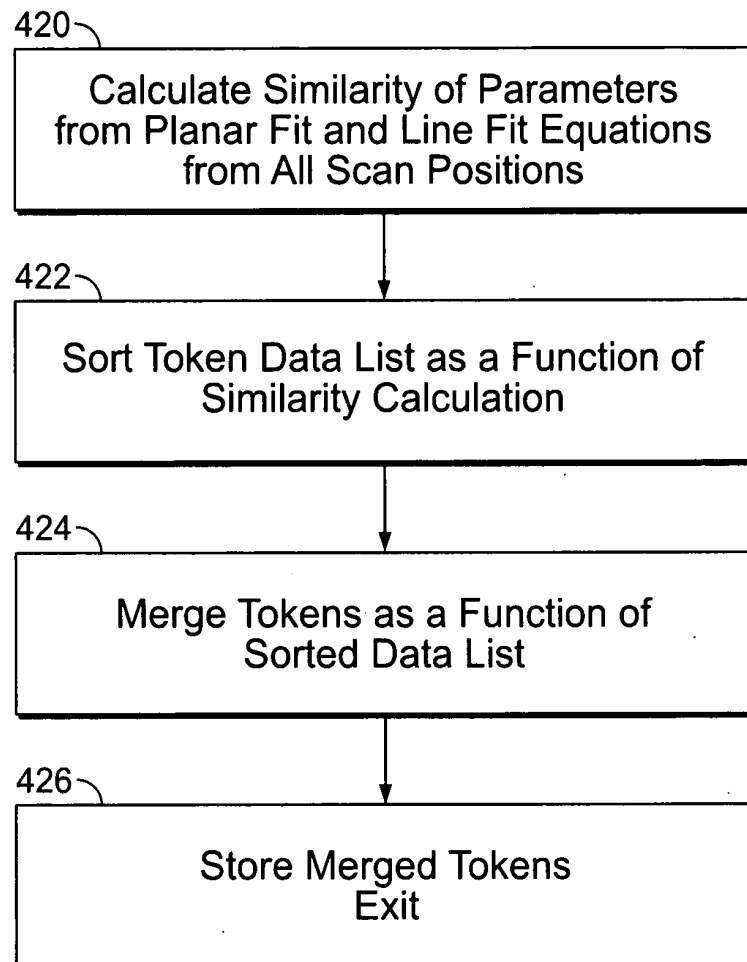 420
Calculate Similarity of Parameters
from Planar Fit and Line Fit Equations
from All Scan Positions
422
Sort Token Data List as a Function of
Similarity Calculation
424
Merge Tokens as a Function of
Sorted Data List
426
Store Merged Tokens
Exit